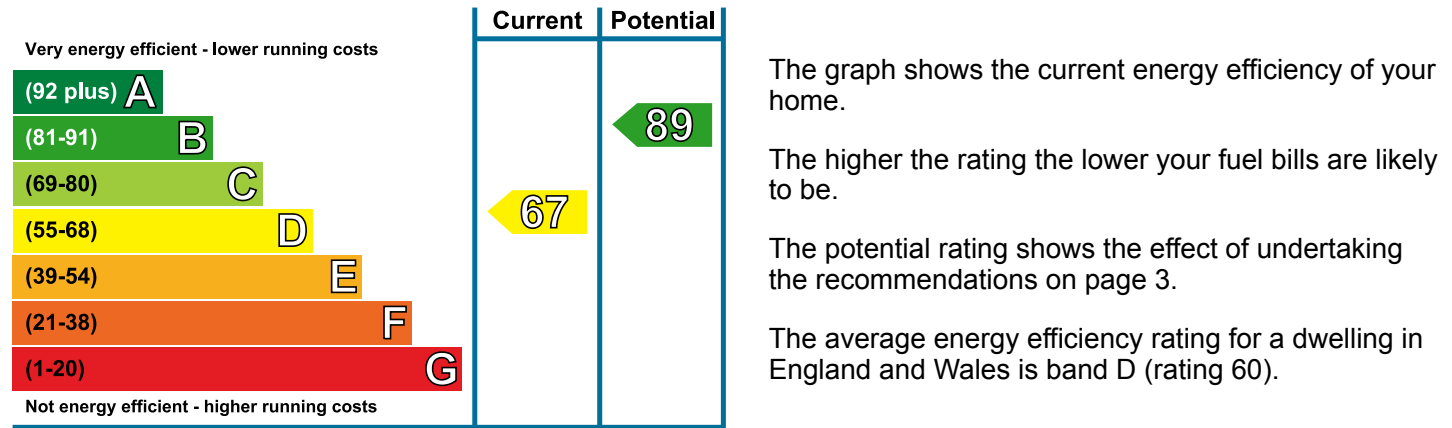 Current Potential
Very energy efficient - lower running costs
(92 plus) A
(81-91) B
(69-80) C
(55-68) D
(39-54) E
(21-38) F
(1-20) G
Not energy efficient - higher running costs
89
67
The graph shows the current energy efficiency of your
home.
The higher the rating the lower your fuel bills are likely
to be.
The potential rating shows the effect of undertaking
the recommendations on page 3.
The average energy efficiency rating for a dwelling in
England and Wales is band D (rating 60).